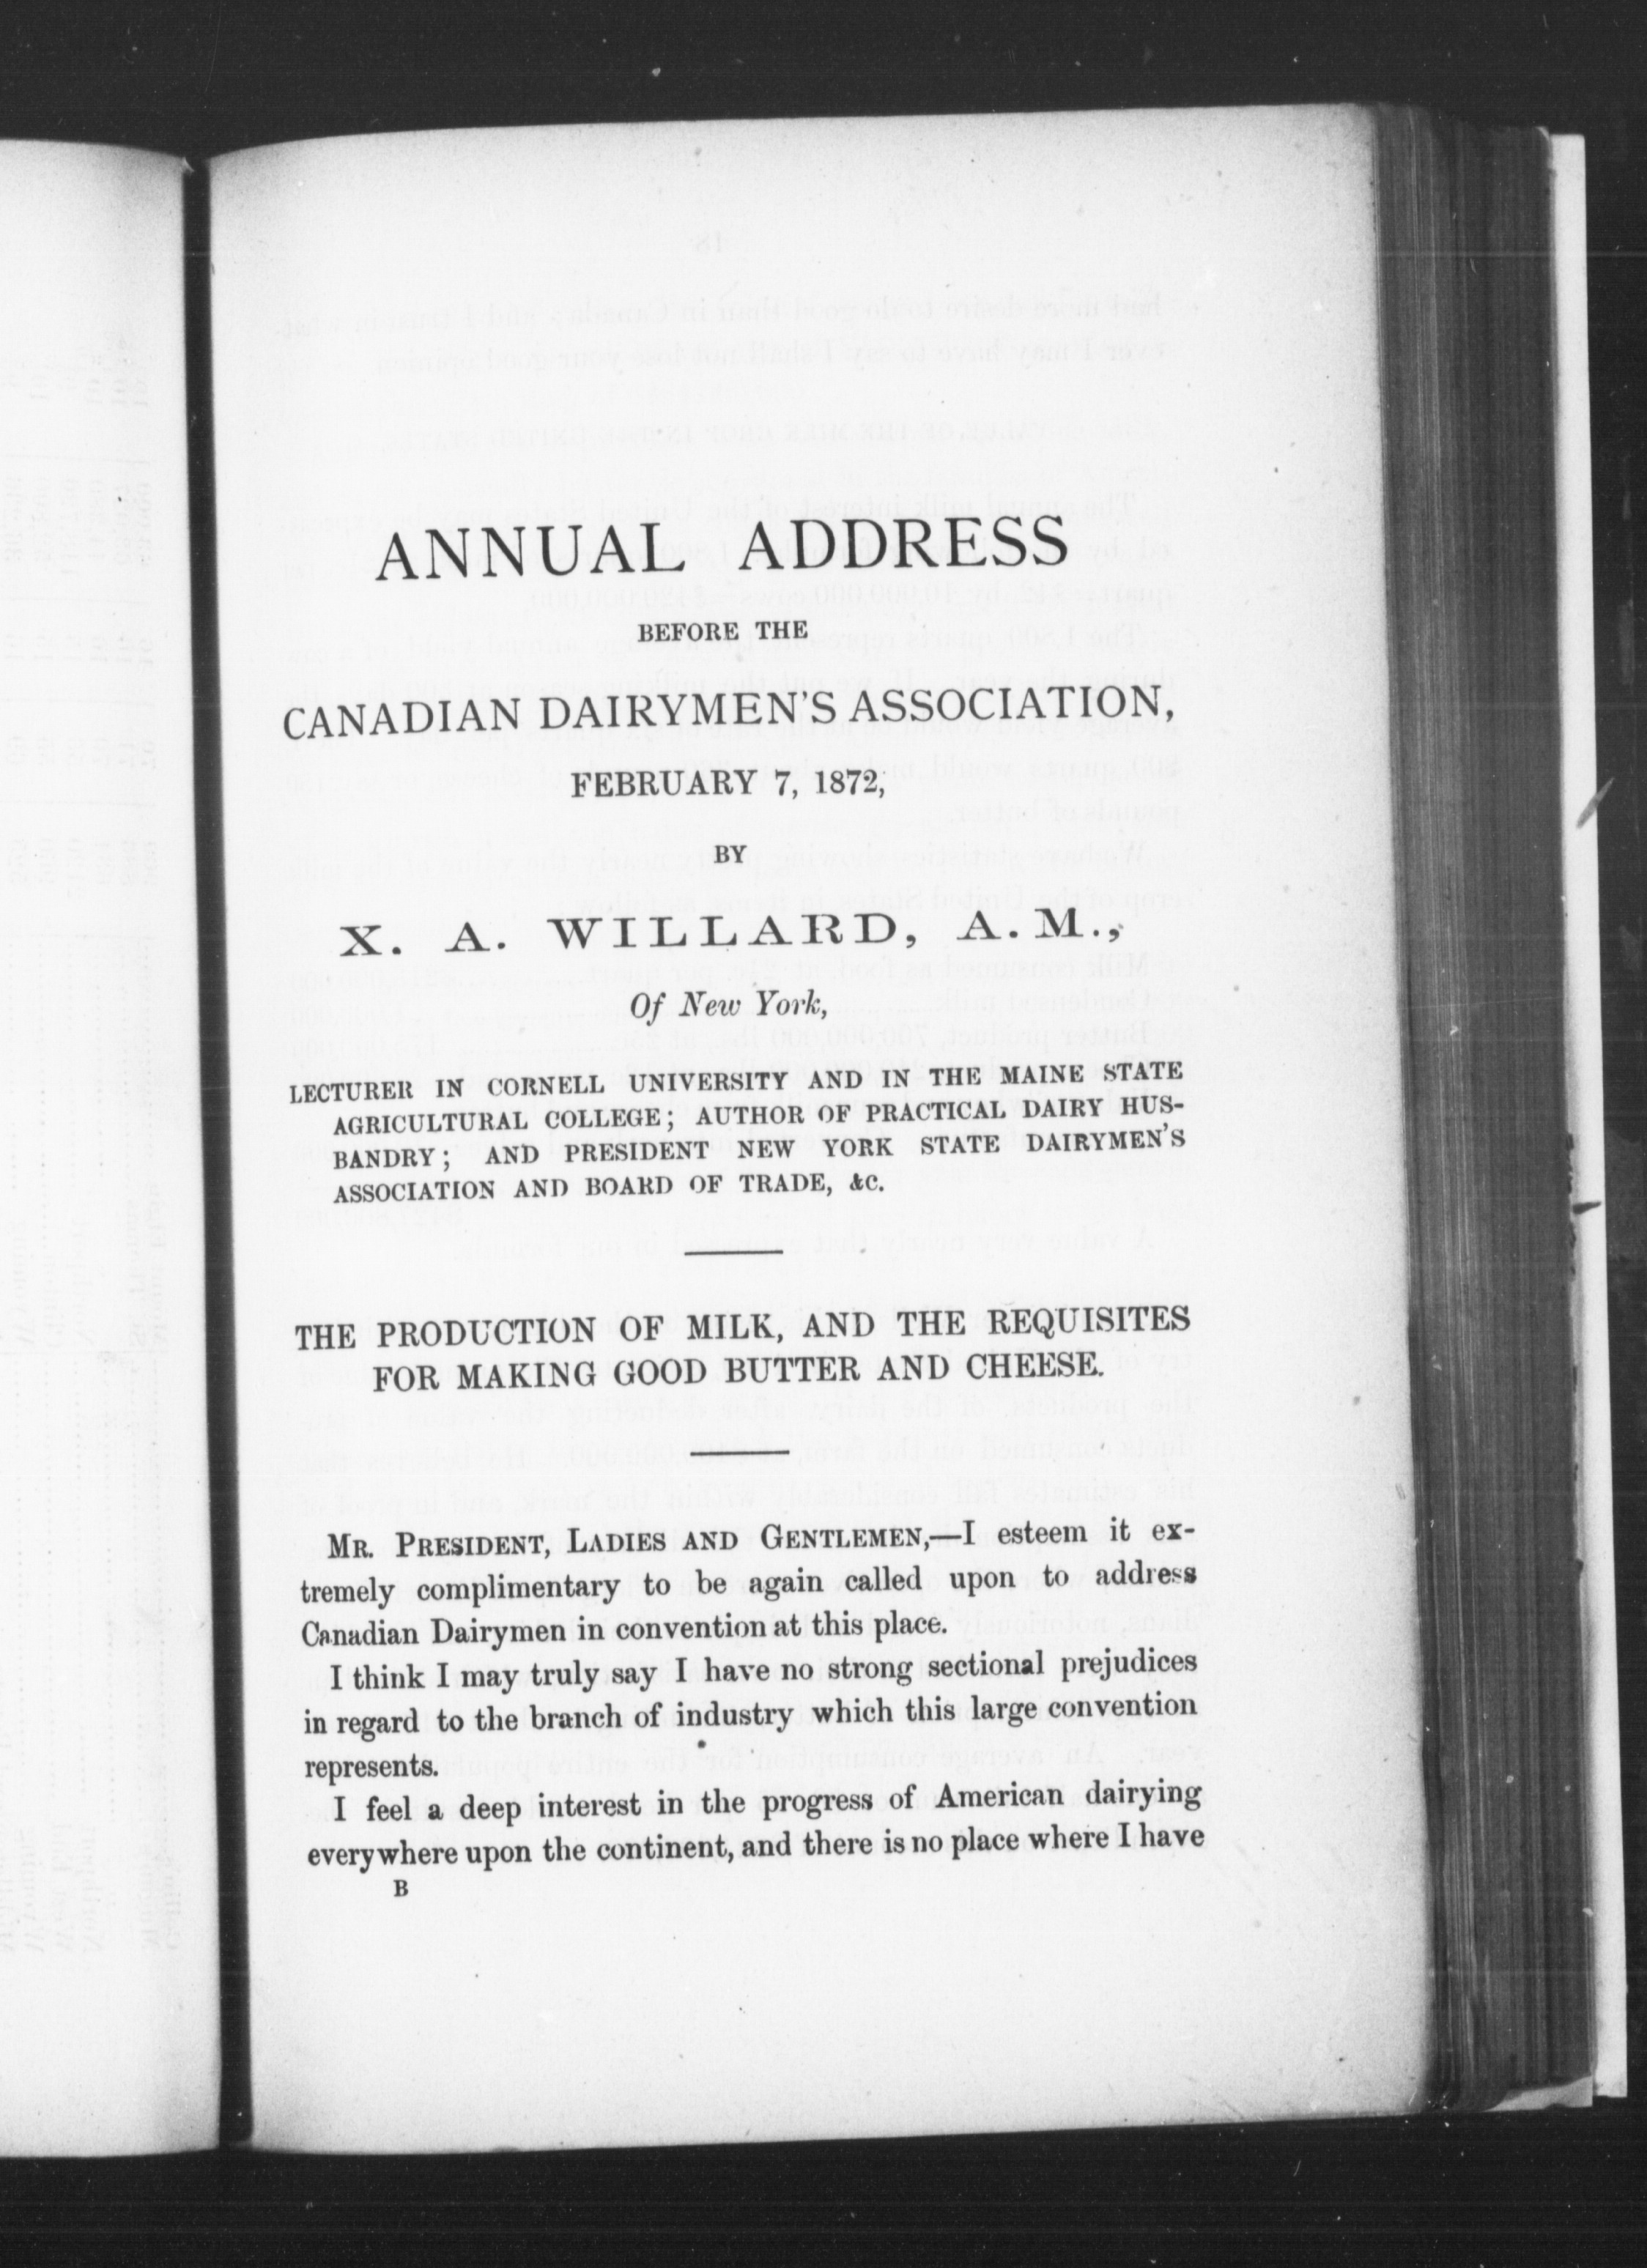 ANNUAL ADDRESS
BEFORE THE
CANADIAN DAIRYMEN'S ASSOCIATION,
FEBRUARY 7, 1872,
BY
X. A. WILLARD, A. M.,
Of New York,
LECTURER IN CORNELL UNIVERSITY AND IN THE MAINE STATE
AGRICULTURAL COLLEGE; AUTHOR OF PRACTICAL DAIRY HUS-
BANDRY; AND PRESIDENT NEW YORK STATE DAIRYMEN'S
ASSOCIATION AND BOARD OF TRADE, &C.
THE PRODUCTION OF MILK, AND THE REQUISITES
FOR MAKING GOOD BUTTER AND CHEESE.
MR. PRESIDENT, LADIES AND GENTLEMEN,—I esteem it ex-
tremely complimentary to be again called upon to address
Canadian Dairymen in convention at this place.
I think I may truly say I have no strong sectional prejudices
in regard to the branch of industry which this large convention
represents.
I feel a deep interest in the progress of American dairying
everywhere upon the continent, and there is no place where I have
B